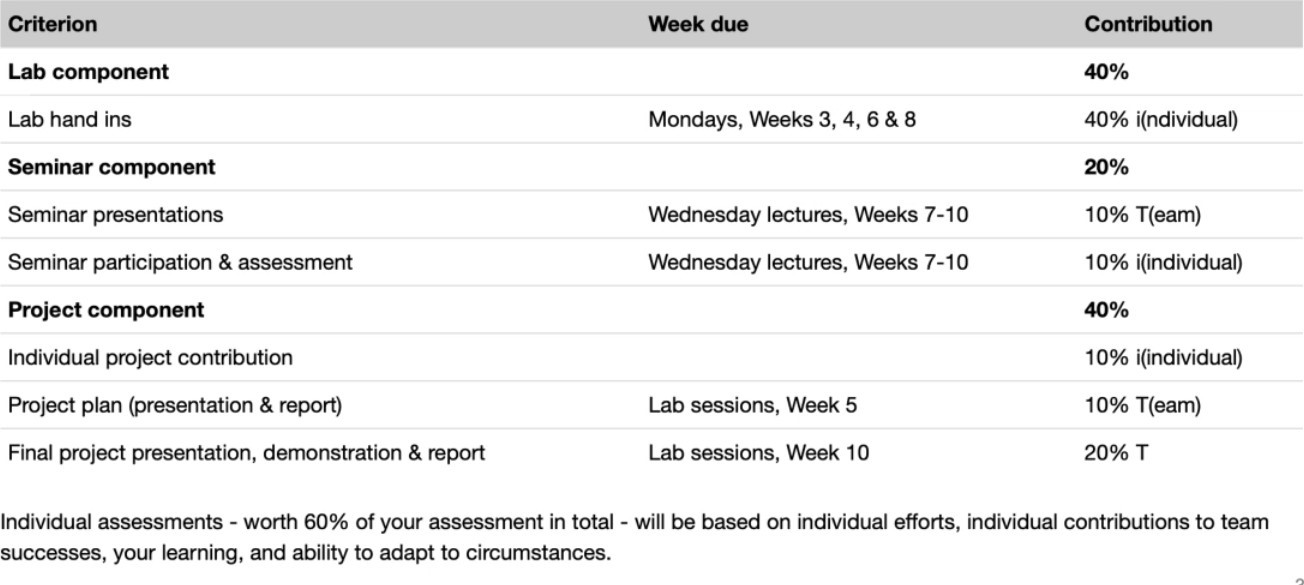 Criterion Week due Contribution
Lab component 40%
Lab hand ins Mondays, Weeks 3, 4, 6 & 8 40% i(ndividual)
Seminar component 20%
Seminar presentations Wednesday lectures, Weeks 7-10 10% T(eam)
Seminar participation & assessment Wednesday lectures, Weeks 7-10 10% i(individual)
Project component 40%
Individual project contribution 10% i(individual)
Project plan (presentation & report) Lab sessions, Week 5 10% T(eam)
Final project presentation, demonstration & report Lab sessions, Week 10 20% T
Individual assessments - worth 60% of your assessment in total - will be based on individual efforts, individual contributions to team
successes, your learning, and ability to adapt to circumstances.